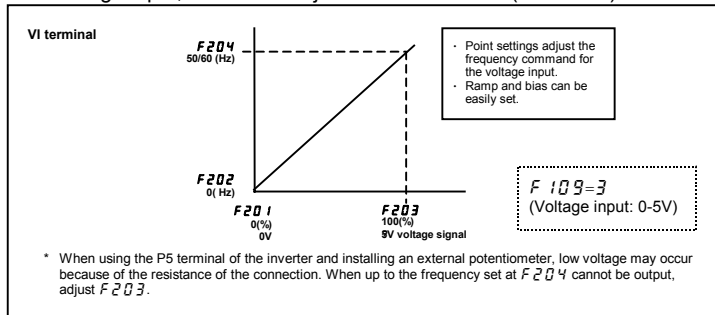 VI terminal
F204
50/60 (Hz)
· Point settings adjust the
frequency command for
the voltage input.
· Ramp and bias can be
easily set.
F202
0( Hz)
F201
0(%)
0V
F203
100(%)
5V voltage signal
F109=3
(Voltage input: 0-5V)
* When using the P5 terminal of the inverter and installing an external potentiometer, low voltage may occur
because of the resistance of the connection. When up to the frequency set at F204 cannot be output,
adjust F203.